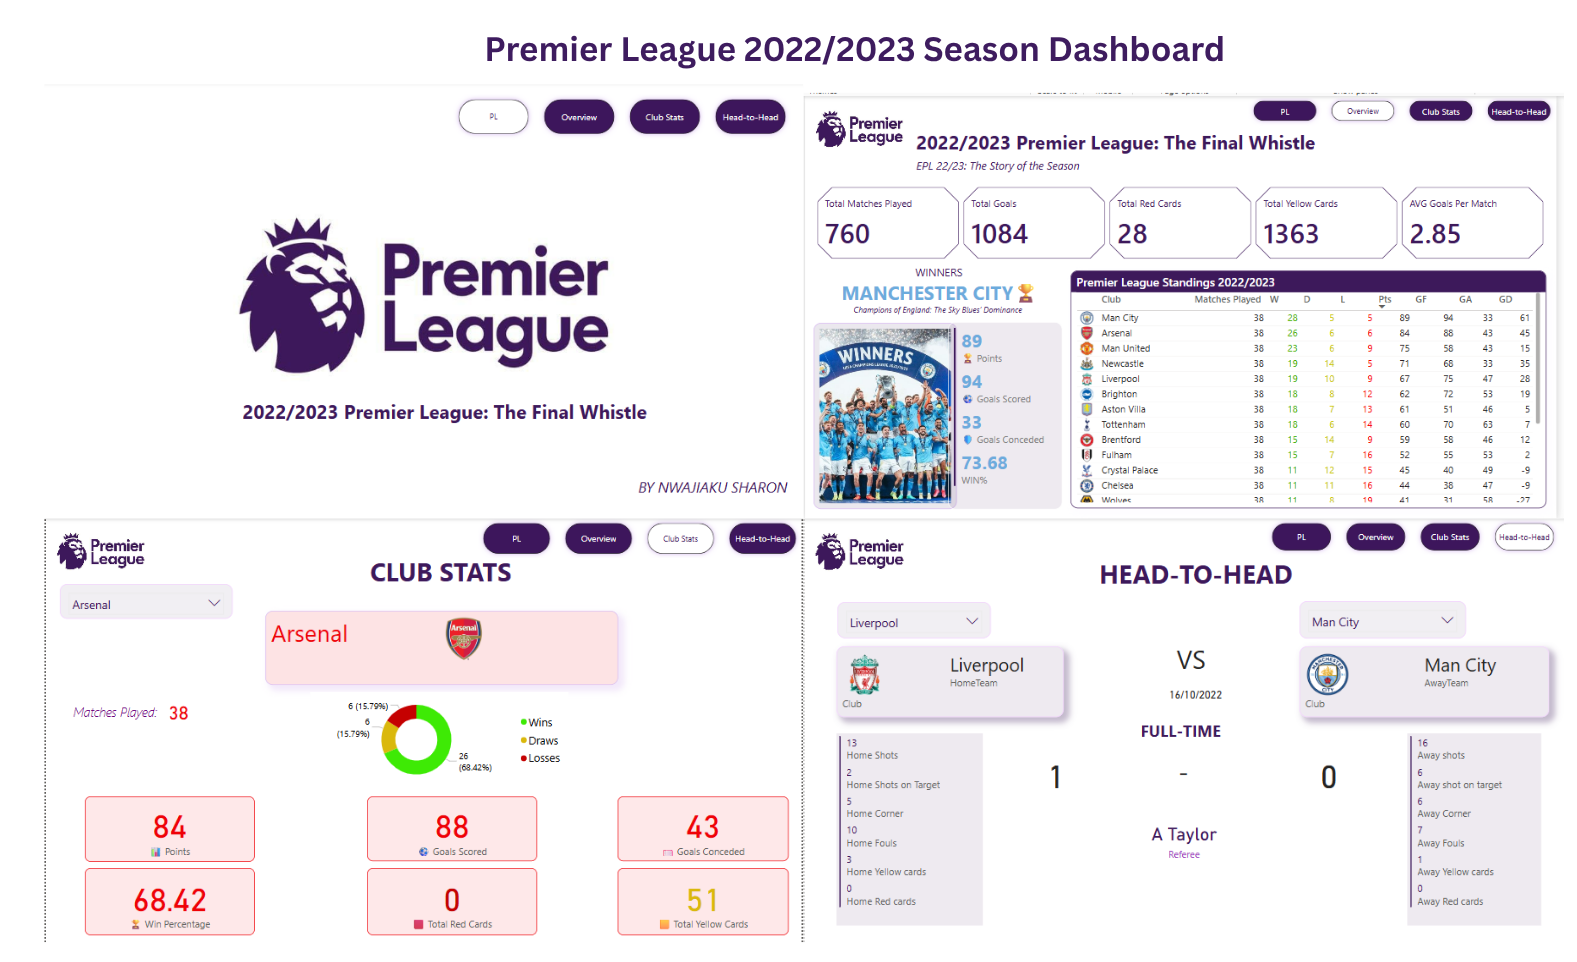 Premier League 2022/2023 Season Dashboard
PL
Overview
Club Stats
Head-to-Head
Premier
League
2022/2023 Premier League: The Final Whistle
BY NWAJIAKU SHARON
PL
Overview
Club Stats
Head-to-Head
Premier
League
2022/2023 Premier League: The Final Whistle
EPL 22/23: The Story of the Season
Total Matches Played
760
Total Goals
1084
Total Red Cards
28
Total Yellow Cards
1363
AVG Goals Per Match
2.85
WINNERS
MANCHESTER CITY
Champions of England: The Sky Blues' Dominance
WINNERS
89
Points
94
Goals Scored
33
Goals Conceded
73.68
WIN%
Premier League Standings 2022/2023
Club Matches Played W D L Pts GF GA GD
Man City 38 28 5 5 89 94 33 61
Arsenal 38 26 6 6 84 88 43 45
Man United 38 23 6 9 75 58 43 15
Newcastle 38 19 14 5 71 68 33 35
Liverpool 38 19 10 9 67 75 47 28
Brighton 38 18 8 12 62 72 53 19
Aston Villa 38 18 7 13 61 51 46 5
Tottenham 38 18 6 14 60 70 63 7
Brentford 38 15 14 9 59 58 46 12
Fulham 38 15 7 16 52 55 53 2
Crystal Palace 38 11 12 15 45 40 49 -9
Chelsea 38 11 11 16 44 38 47 -9
Wolves 38 11 8 19 41 31 58 -27
PL
Overview
Club Stats
Head-to-Head
Premier
League
CLUB STATS
Arsenal
Arsenal
Arsenal
Matches Played: 38
6 (15.79%)
6
(15.79%)
26
(68.42%)
Wins
Draws
Losses
84
Points
88
Goals Scored
43
Goals Conceded
68.42
Win Percentage
0
Total Red Cards
51
Total Yellow Cards
PL
Overview
Club Stats
Head-to-Head
Premier
League
HEAD-TO-HEAD
Liverpool
Liverpool
HomeTeam
Club
13
Home Shots
2
Home Shots on Target
5
Home Corner
10
Home Fouls
3
Home Yellow cards
0
Home Red cards
VS
16/10/2022
FULL-TIME
1 - 0
A Taylor
Referee
Man City
Man City
AwayTeam
Club
16
Away shots
6
Away shot on target
6
Away Corner
7
Away Fouls
1
Away Yellow cards
0
Away Red cards